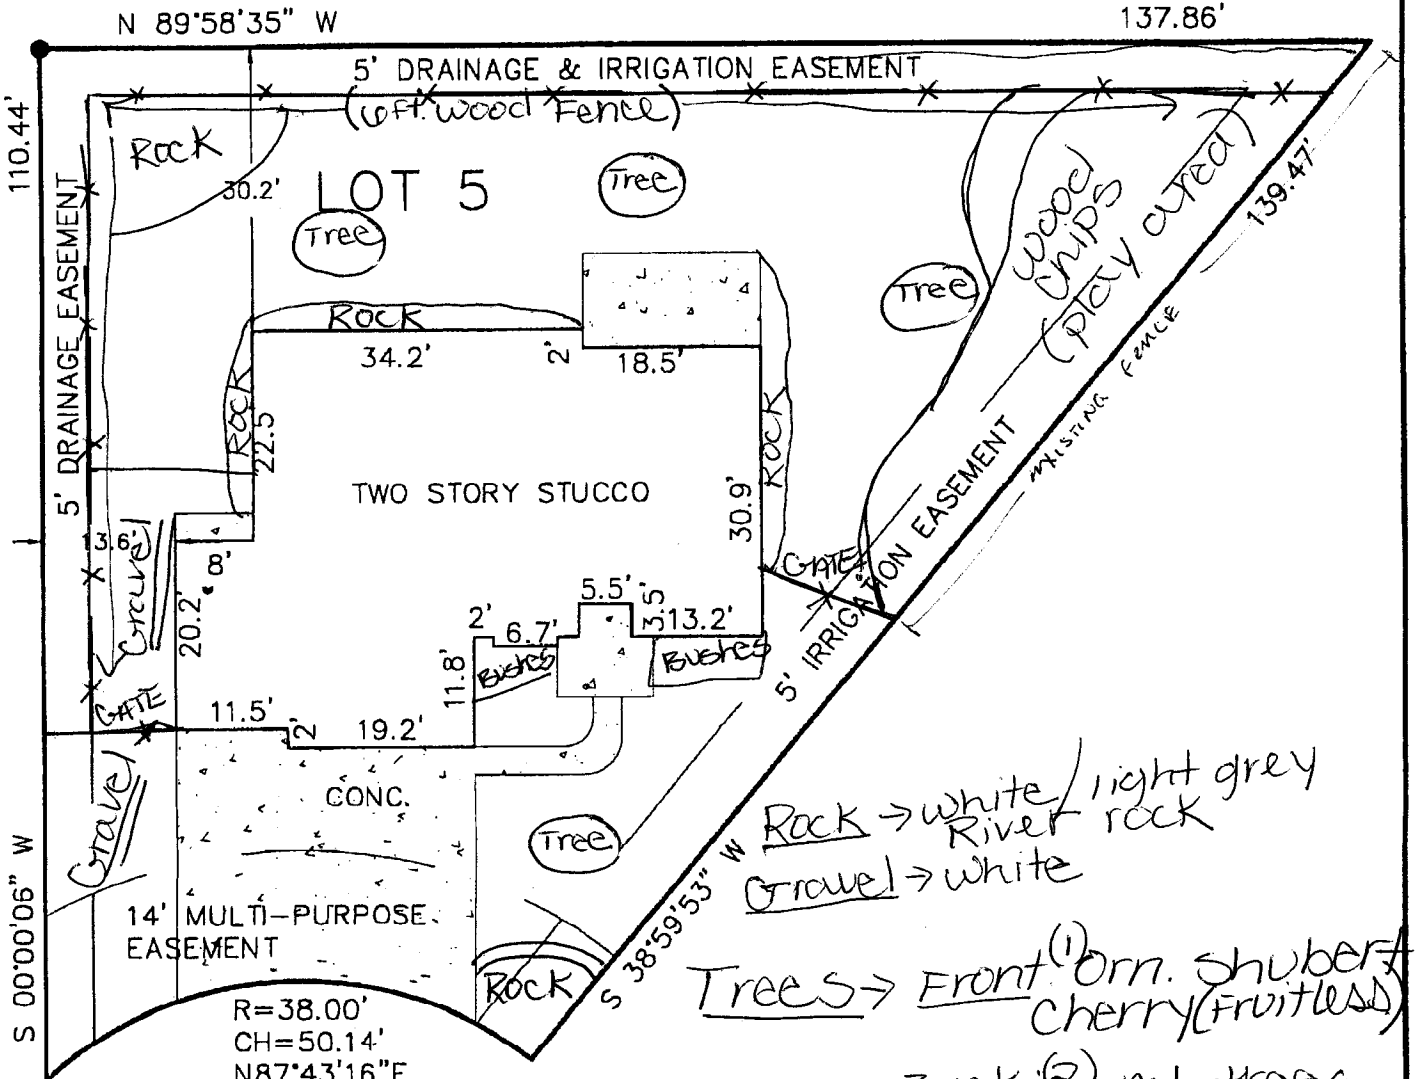 N 89°58'35" W
137.86'
5' DRAINAGE & IRRIGATION EASEMENT
(6ft. wood Fence)
110.44'
ROCK
30.2'
LOT 5
Tree
Tree
Tree
wood
chips
(play area)
139.47'
5' DRAINAGE EASEMENT
ROCK
34.2'
2'
18.5'
ROCK
22.5
ROCK
EXISTING FENCE
TWO STORY STUCCO
30.9'
13.6'
8'
Gravel
20.2'
GATE
5' IRRIGATION EASEMENT
5.5'
3.5'
2'
6.7'
13.2'
Bushes
Bushes
11.8'
GATE
11.5'
2'
19.2'
Gravel
CONC.
Tree
Rock → white/light grey
River rock
Gravel → white
14' MULTI-PURPOSE
EASEMENT
S 00°00'06" W
S 38°59'53" W
ROCK
Trees → Front (1) Orn. Shubert
Cherry (Fruitless)
R=38.00'
CH=50.14'
N87°43'16"E
(2)